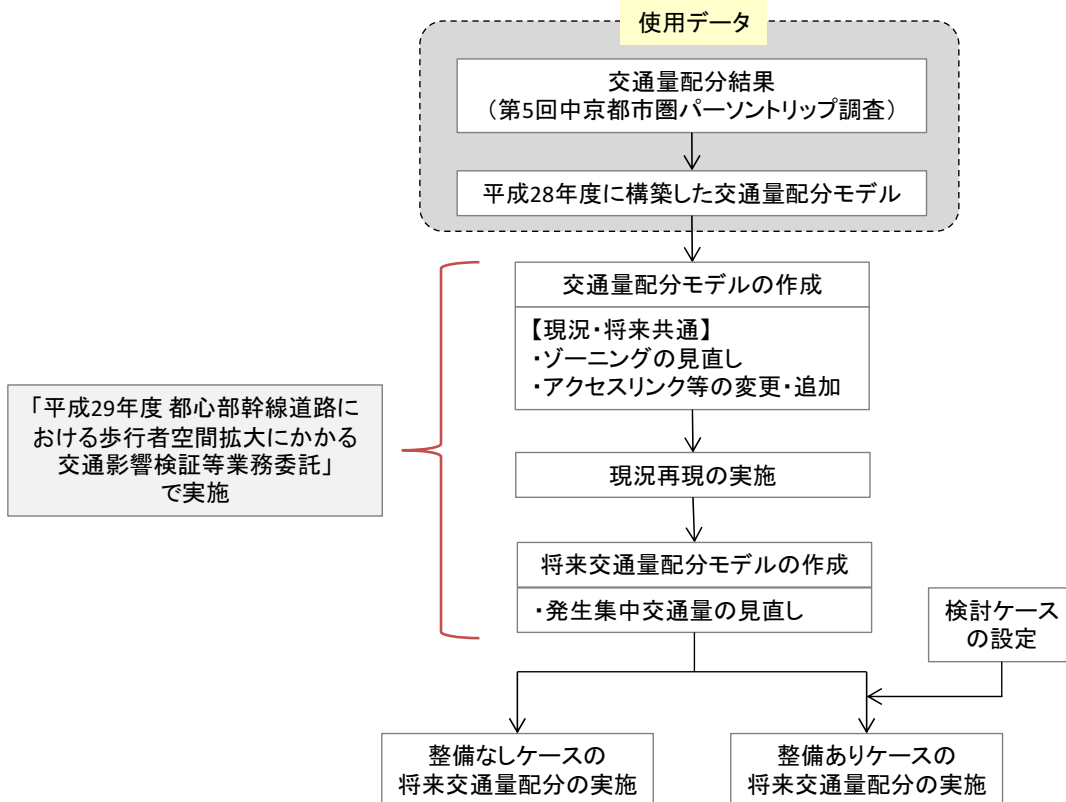 使用データ
交通量配分結果
（第5回中京都市圏パーソントリップ調査）
平成28年度に構築した交通量配分モデル
交通量配分モデルの作成
【現況・将来共通】
・ゾーニングの見直し
・アクセスリンク等の変更・追加
「平成29年度 都心部幹線道路に
おける歩行者空間拡大にかかる
交通影響検証等業務委託」
で実施
現況再現の実施
将来交通量配分モデルの作成
・発生集中交通量の見直し
検討ケース
の設定
整備なしケースの
将来交通量配分の実施
整備ありケースの
将来交通量配分の実施